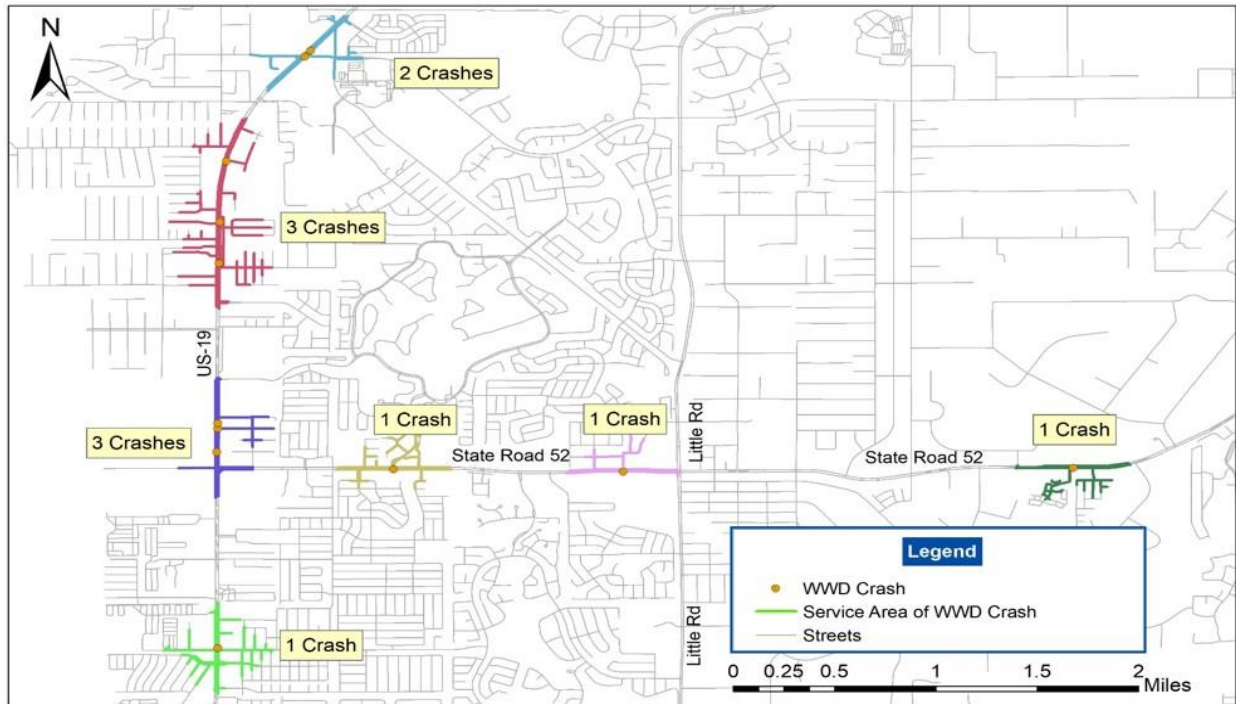 N
2 Crashes
3 Crashes
US-19
3 Crashes
1 Crash
1 Crash
Little Rd
1 Crash
State Road 52
State Road 52
1 Crash
Little Rd
Legend
WWD Crash
Service Area of WWD Crash
Streets
0 0.25 0.5 1 1.5 2
Miles